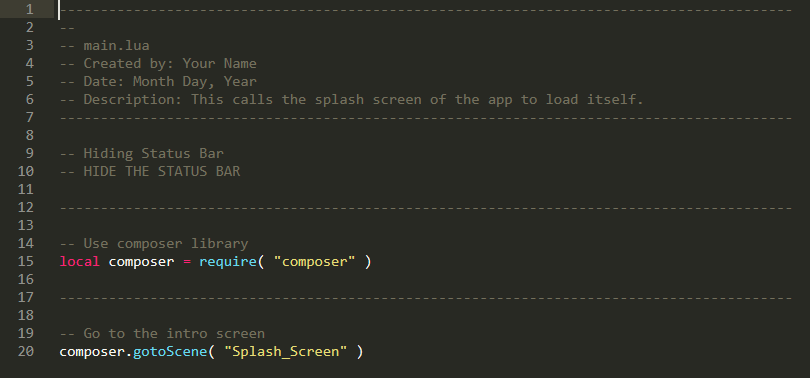 1 ------------------------------------------------------------------------------------------
2 --
3 -- main.lua
4 -- Created by: Your Name
5 -- Date: Month Day, Year
6 -- Description: This calls the splash screen of the app to load itself.
7 ------------------------------------------------------------------------------------------
8
9 -- Hiding Status Bar
10 -- HIDE THE STATUS BAR
11
12 ------------------------------------------------------------------------------------------
13
14 -- Use composer library
15 local composer = require( "composer" )
16
17 ------------------------------------------------------------------------------------------
18
19 -- Go to the intro screen
20 composer.gotoScene( "Splash_Screen" )